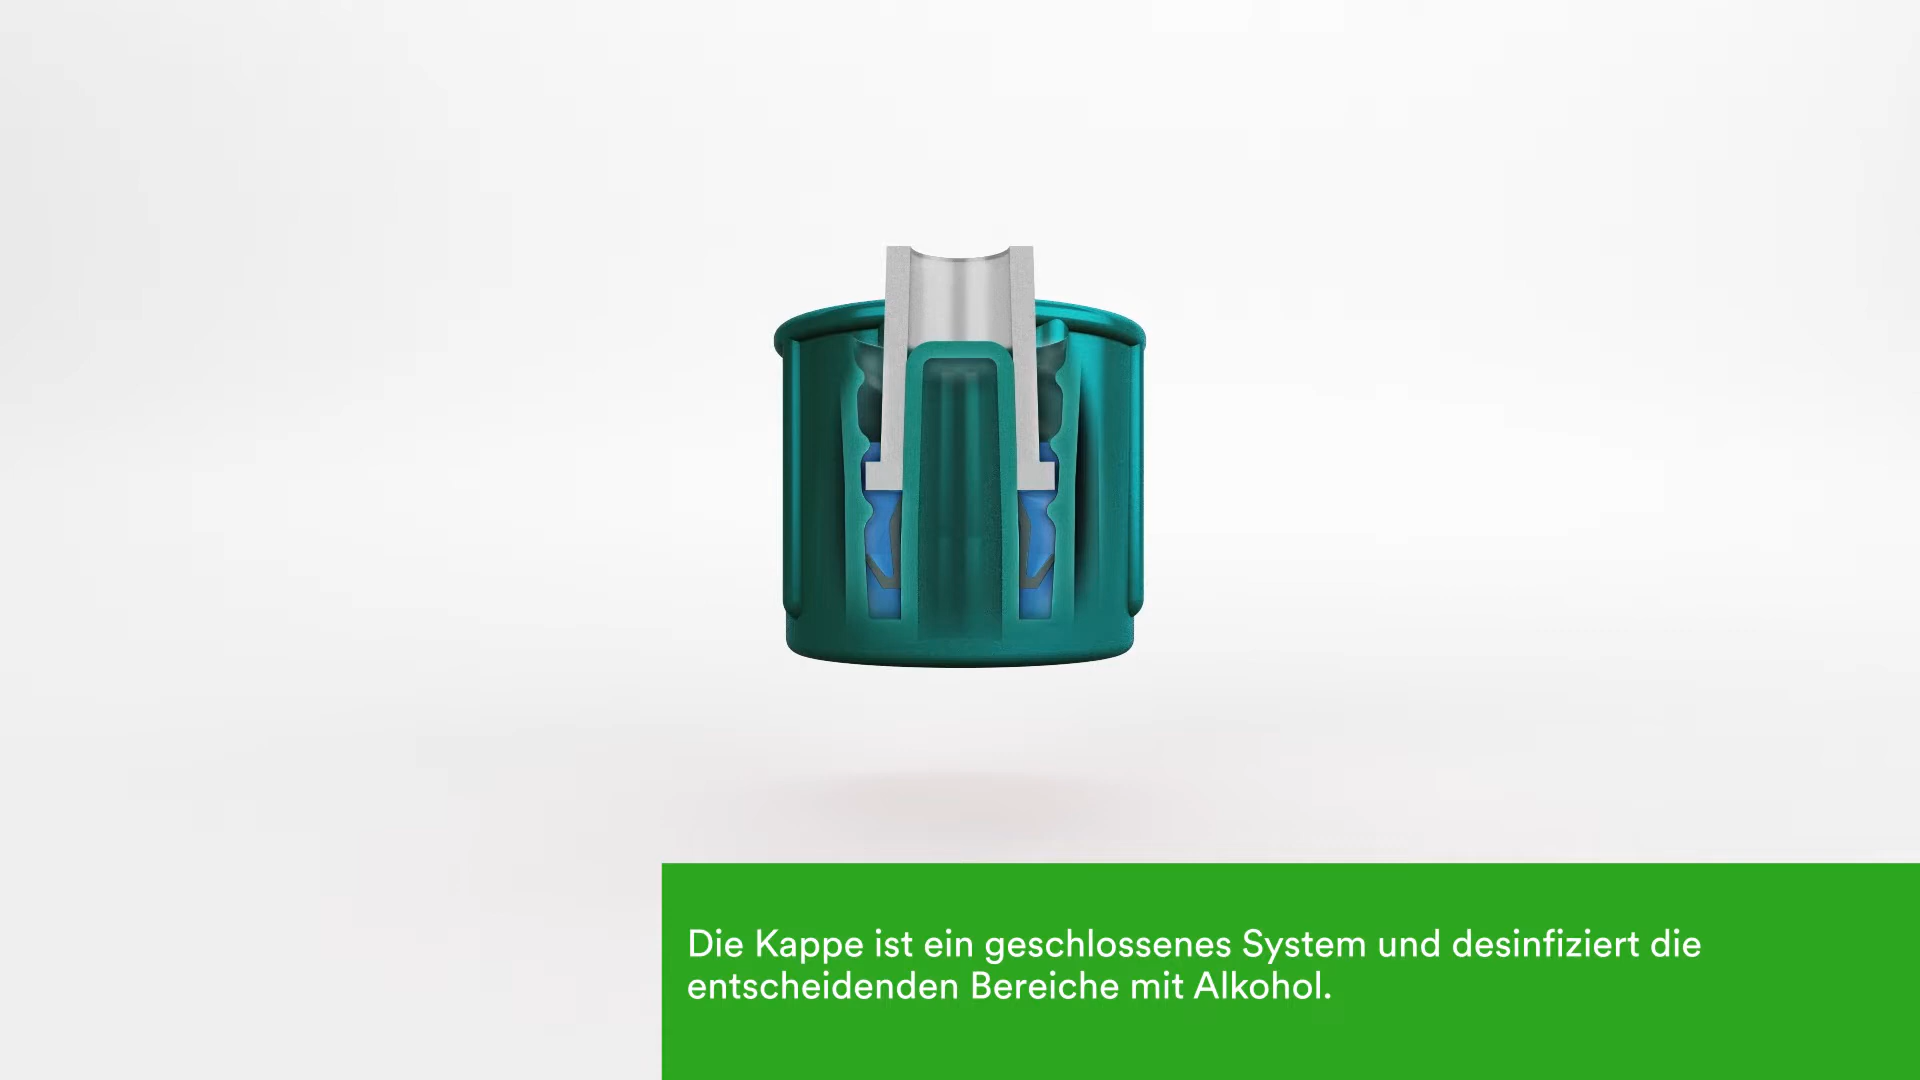 Die Kappe ist ein geschlossenes System und desinfiziert die
entscheidenden Bereiche mit Alkohol.